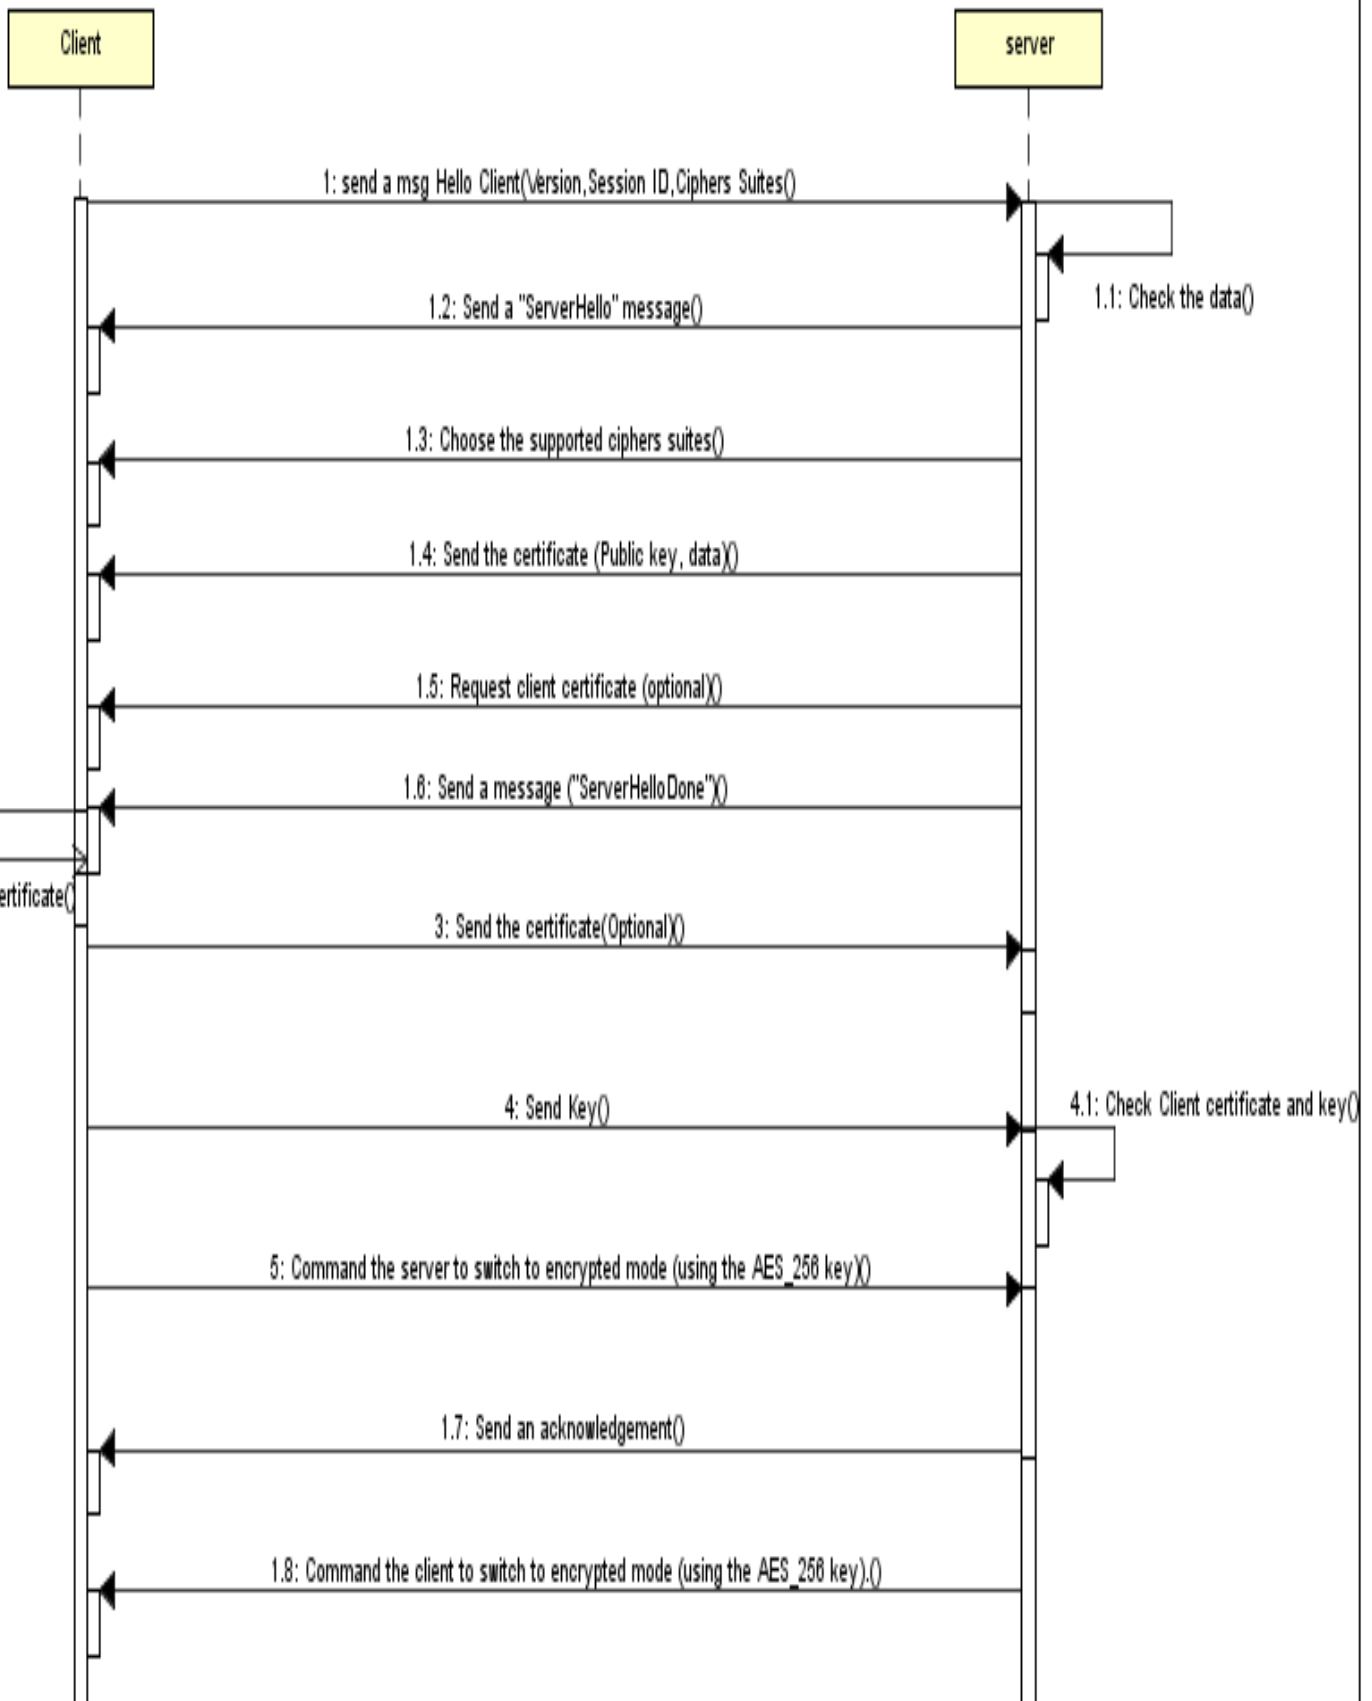 Client
server
1: send a msg Hello Client(Version,Session ID,Ciphers Suites()
1.1: Check the data()
1.2: Send a "ServerHello" message()
1.3: Choose the supported ciphers suites()
1.4: Send the certificate (Public key, data)()
1.5: Request client certificate (optional)()
1.6: Send a message ("ServerHelloDone")()
ertificate()
3: Send the certificate(Optional)()
4: Send Key()
4.1: Check Client certificate and key()
5: Command the server to switch to encrypted mode (using the AES_256 key)()
1.7: Send an acknowledgement()
1.8: Command the client to switch to encrypted mode (using the AES_256 key).()